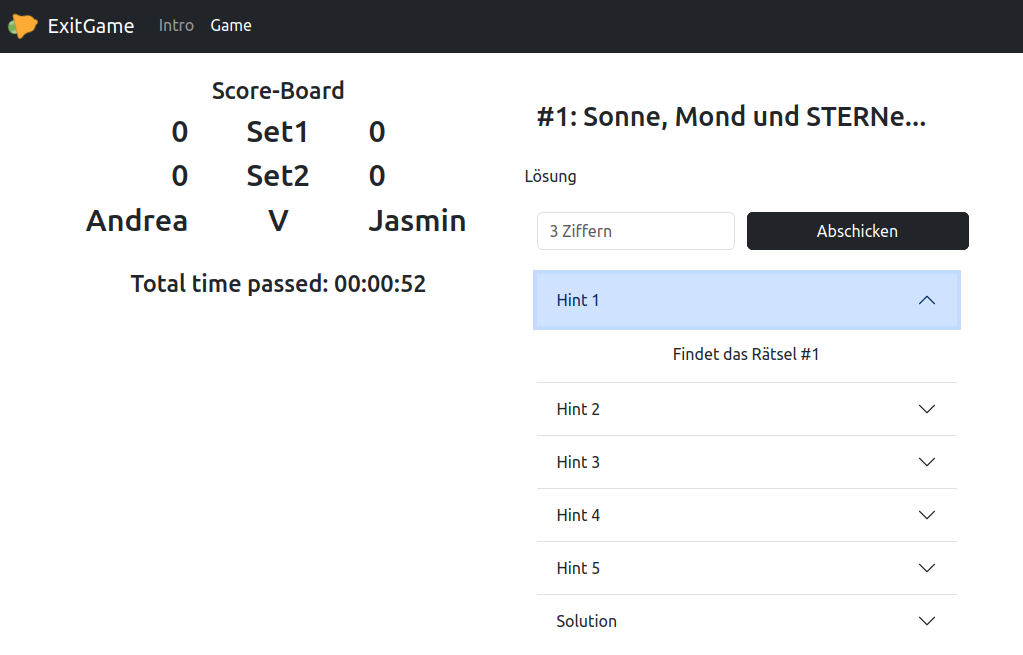 ExitGame Intro Game
Score-Board
0 Set1 0
0 Set2 0
Andrea V Jasmin
Total time passed: 00:00:52
#1: Sonne, Mond und STERNe...
Lösung
3 Ziffern Abschicken
Hint 1
Findet das Rätsel #1
Hint 2
Hint 3
Hint 4
Hint 5
Solution